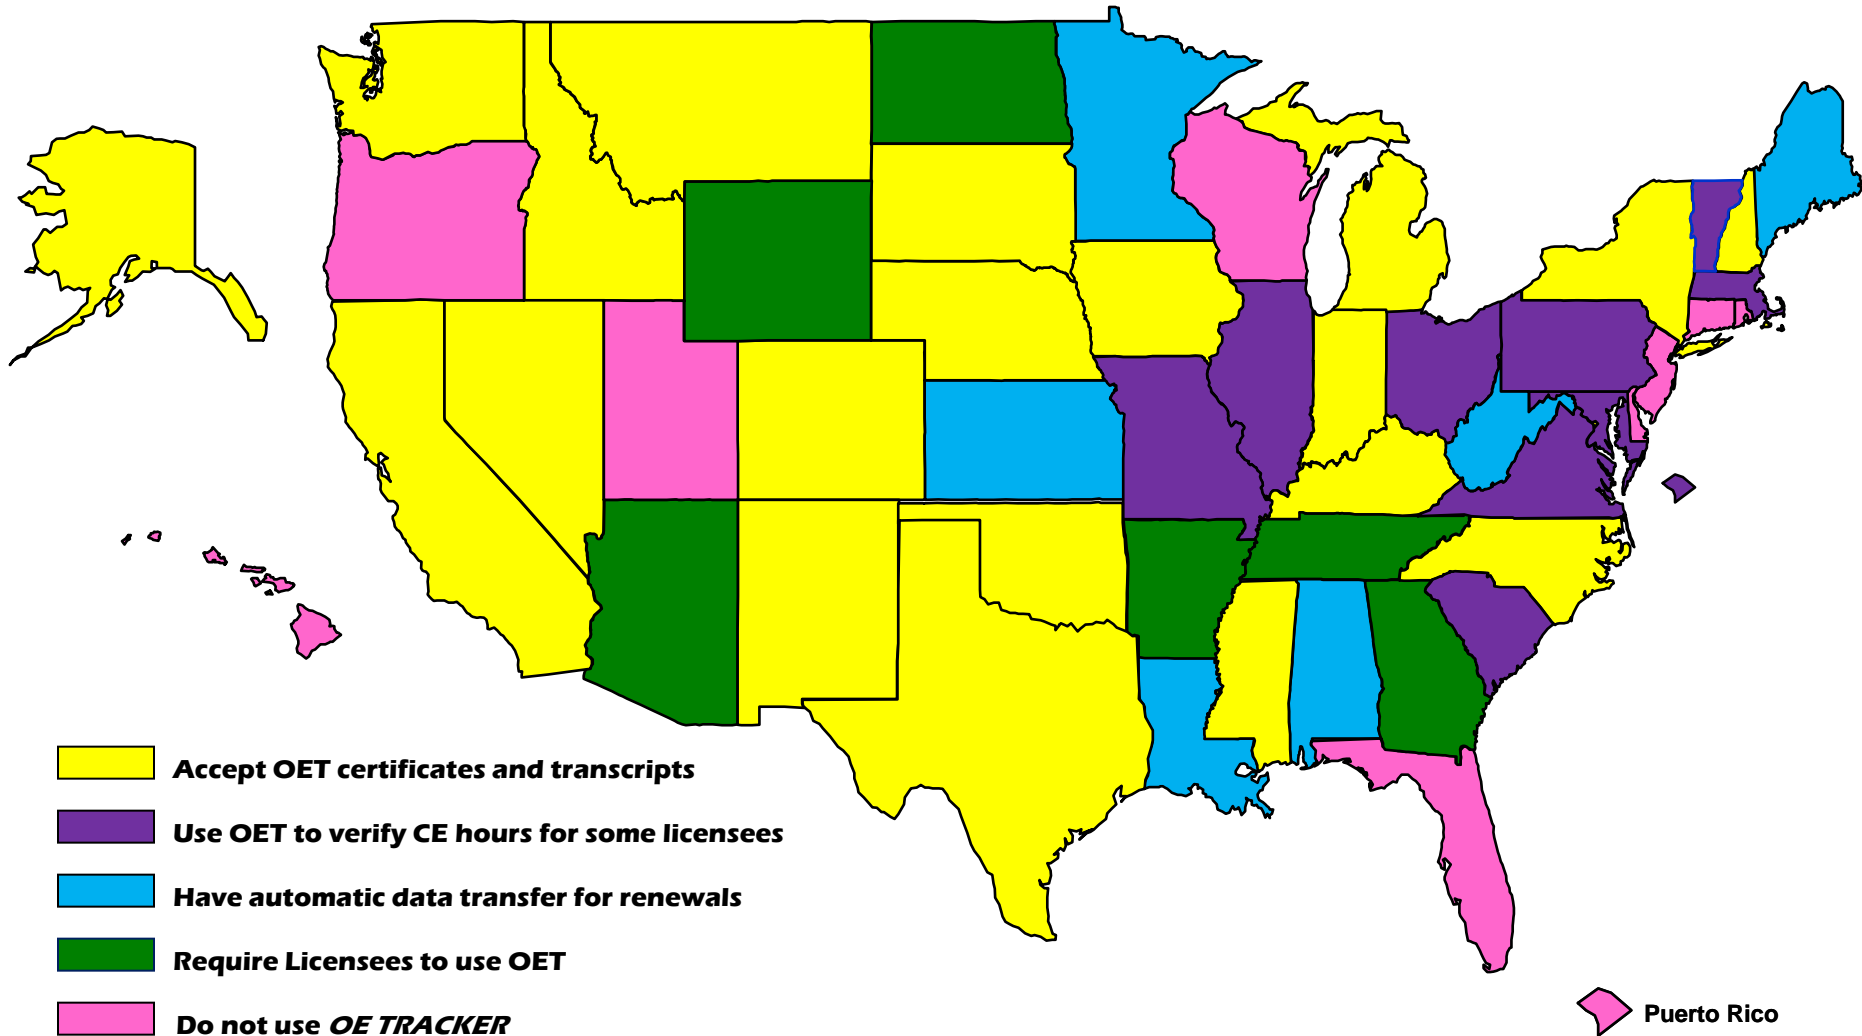 Accept OET certificates and transcripts
Use OET to verify CE hours for some licensees
Have automatic data transfer for renewals
Require Licensees to use OET
Do not use OE TRACKER
Puerto Rico